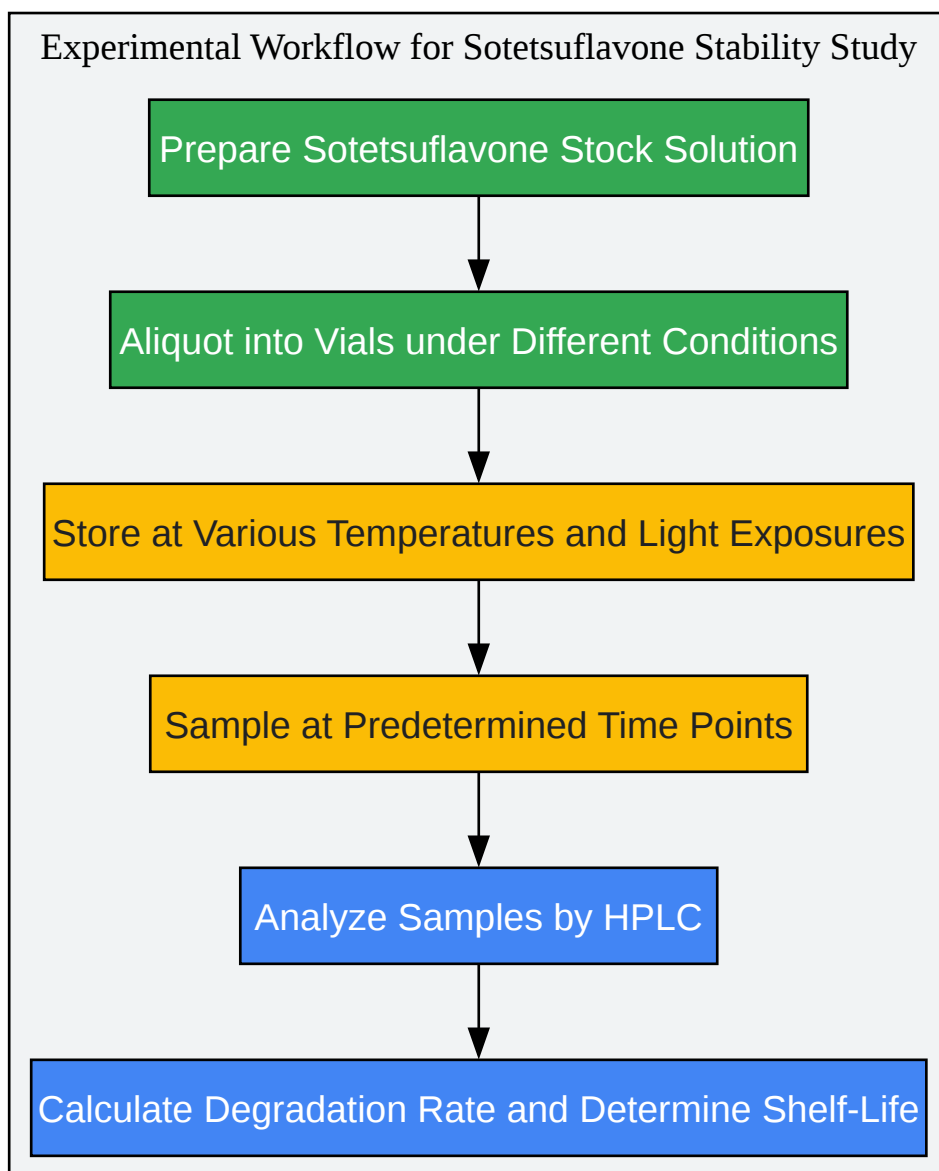 Experimental Workflow for Sotetsuflavone Stability Study
Prepare Sotetsuflavone Stock Solution
Aliquot into Vials under Different Conditions
Store at Various Temperatures and Light Exposures
Sample at Predetermined Time Points
Analyze Samples by HPLC
Calculate Degradation Rate and Determine Shelf-Life